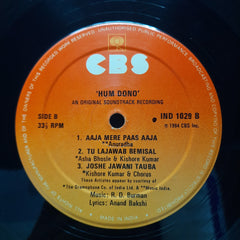 CBS
'HUM DONO'
AN ORIGINAL SOUNDTRACK RECORDING
SIDE B
33⅓ RPM
IND 1029 B
℗ 1984 CBS Inc.
1. AAJA MERE PAAS AAJA
**Anuradha
2. TU LAJAWAB BEMISAL
*Asha Bhosle & Kishore Kumar
3. JOSHE JAWANI TAUBA
*Kishore Kumar & Chorus
These Artistes appear by courtesy of
*The Gramophone Co. of India Ltd. & **Music India.
Music: R. D. Burman
Lyrics: Anand Bakshi
MADE IN INDIA